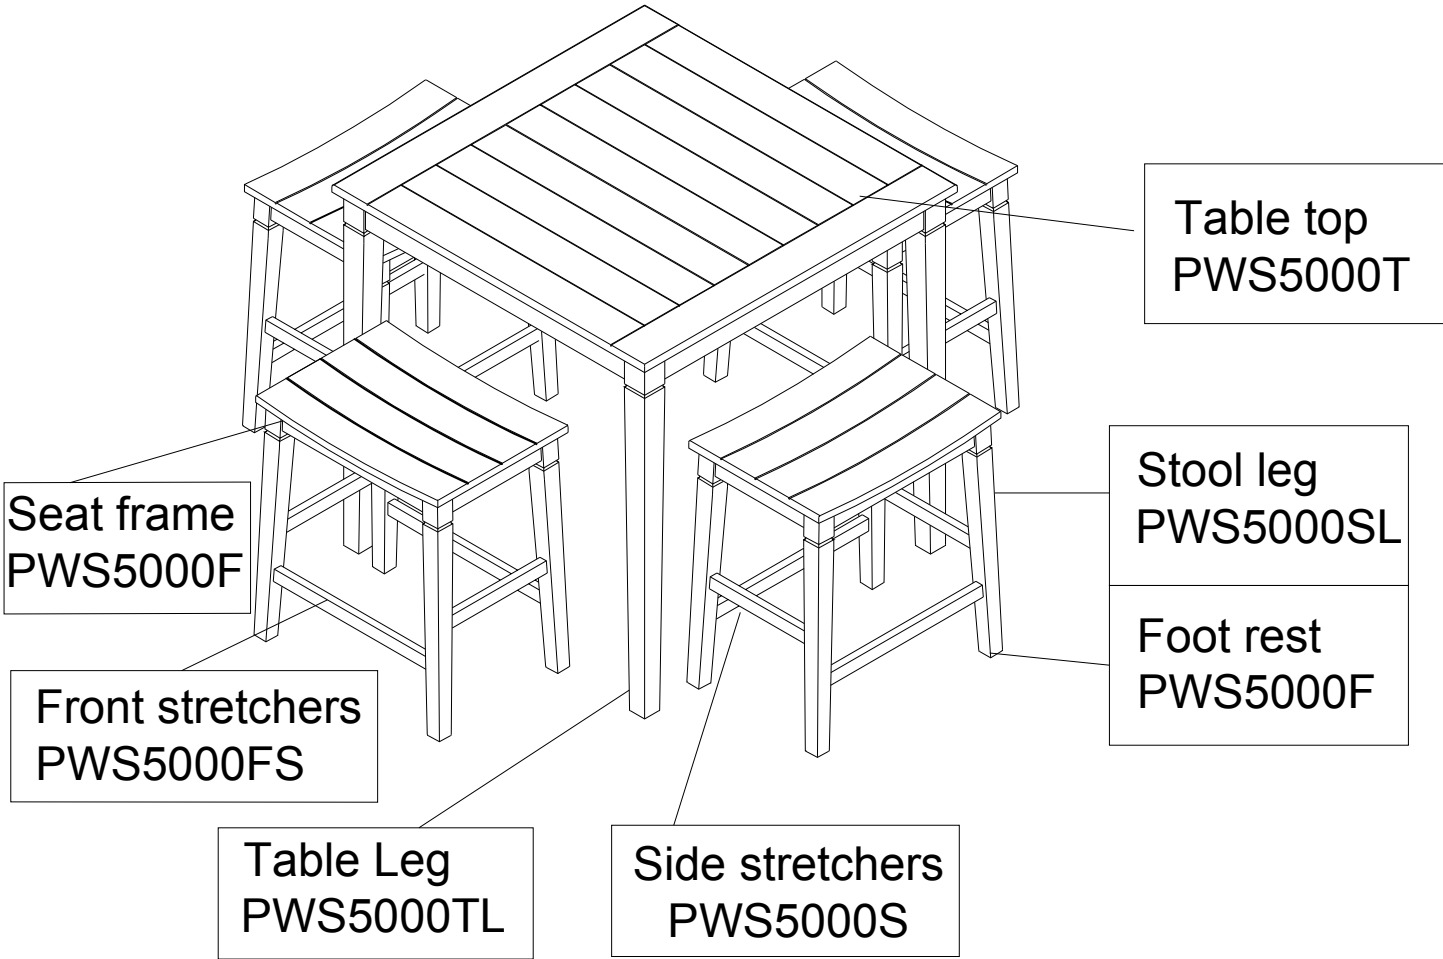 Table top
PWS5000T
Stool leg
PWS5000SL
Seat frame
PWS5000F
Foot rest
PWS5000F
Front stretchers
PWS5000FS
Table Leg
PWS5000TL
Side stretchers
PWS5000S